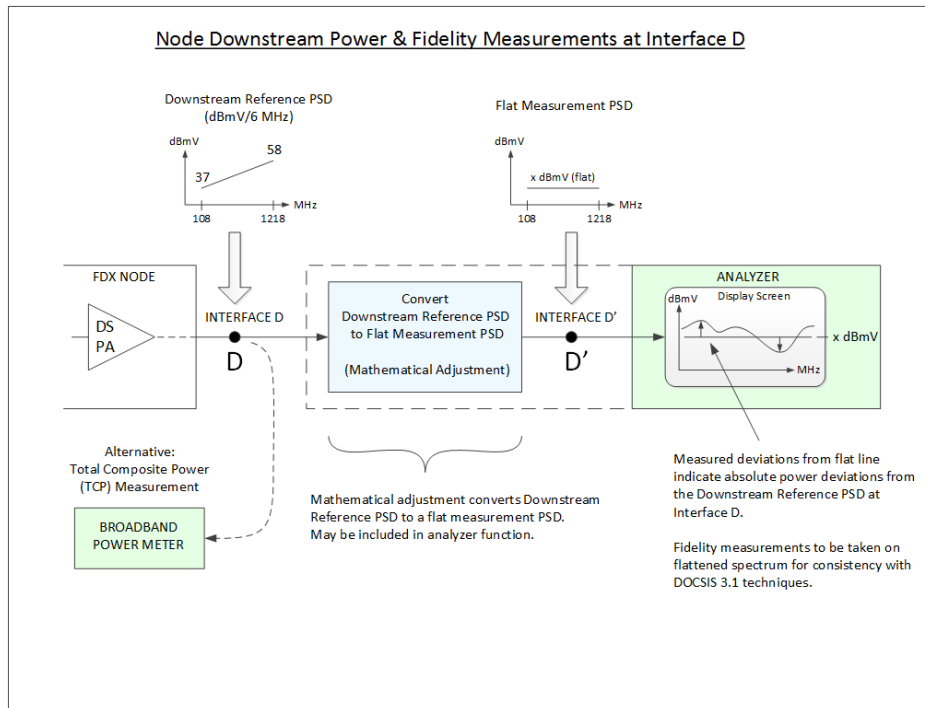 Node Downstream Power & Fidelity Measurements at Interface D
Downstream Reference PSD
(dBmV/6 MHz)
dBmV
37
58
MHz
108
1218
Flat Measurement PSD
dBmV
x dBmV (flat)
MHz
108
1218
FDX NODE
DS
PA
INTERFACE D
D
Convert
Downstream Reference PSD
to Flat Measurement PSD
(Mathematical Adjustment)
INTERFACE D'
D'
ANALYZER
Display Screen
dBmV
MHz
x dBmV
Alternative:
Total Composite Power
(TCP) Measurement
BROADBAND
POWER METER
Mathematical adjustment converts Downstream
Reference PSD to a flat measurement PSD.
May be included in analyzer function.
Measured deviations from flat line
indicate absolute power deviations from
the Downstream Reference PSD at
Interface D.
Fidelity measurements to be taken on
flattened spectrum for consistency with
DOCSIS 3.1 techniques.